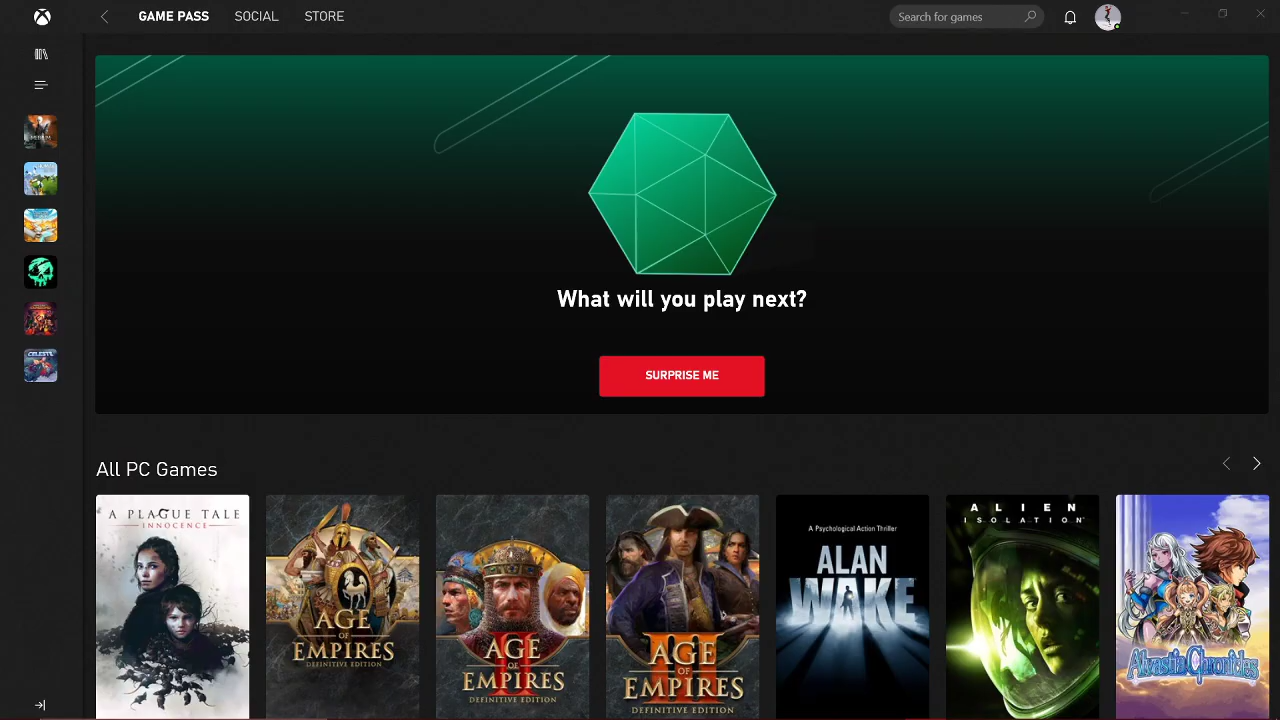 GAME PASS
SOCIAL
STORE
Search for games
What will you play next?
SURPRISE ME
All PC Games
A PLAGUE TALE
INNOCENCE
AGE
OF
EMPIRES
DEFINITIVE EDITION
II
AGE
OF
EMPIRES
DEFINITIVE EDITION
III
AGE
OF
EMPIRES
DEFINITIVE EDITION
A Psychological Action Thriller
ALAN
WAKE
ALIEN
ISOLATION
Alvastia Chronicles
CELESTE